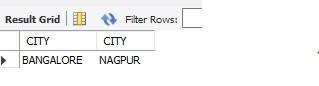 Result Grid Filter Rows:
CITY CITY
BANGALORE NAGPUR